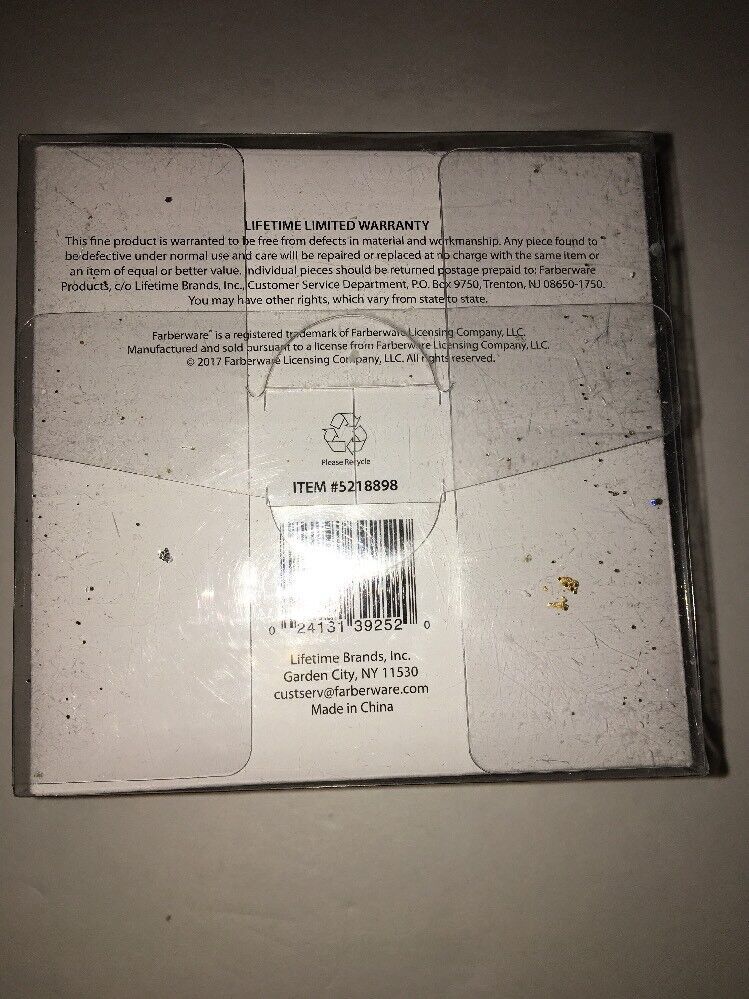 LIFETIME LIMITED WARRANTY
This fine product is warranted to be free from defects in material and workmanship. Any piece found to
be defective under normal use and care will be repaired or replaced at no charge with the same item or
an item of equal or better value. Individual pieces should be returned postage prepaid to: Farberware
Products, c/o Lifetime Brands, Inc., Customer Service Department, P.O. Box 9750, Trenton, NJ 08650-1750.
You may have other rights, which vary from state to state.
Farberware® is a registered trademark of Farberware Licensing Company, LLC.
Manufactured and sold pursuant to a license from Farberware Licensing Company, LLC.
© 2017 Farberware Licensing Company, LLC. All rights reserved.
Please Recycle
ITEM #5218898
0 24131 39252 0
Lifetime Brands, Inc.
Garden City, NY 11530
custserv@farberware.com
Made in China